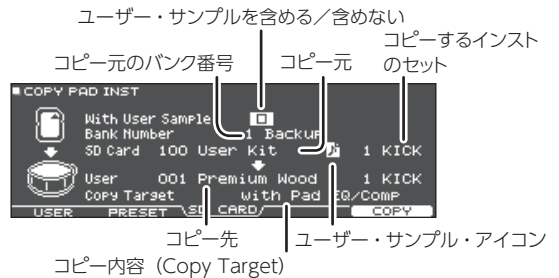 ユーザー・サンプルを含める／含めない
コピーするインスト
のセット
コピー元のバンク番号
コピー元
COPY PAD INST
With User Sample
Bank Number 1 Backup
SD Card 100 User Kit 1 KICK
User 001 Premium Wood 1 KICK
Copy Target with Pad EQ/Comp
USER PRESET SD CARD COPY
コピー先
ユーザー・サンプル・アイコン
コピー内容（Copy Target）